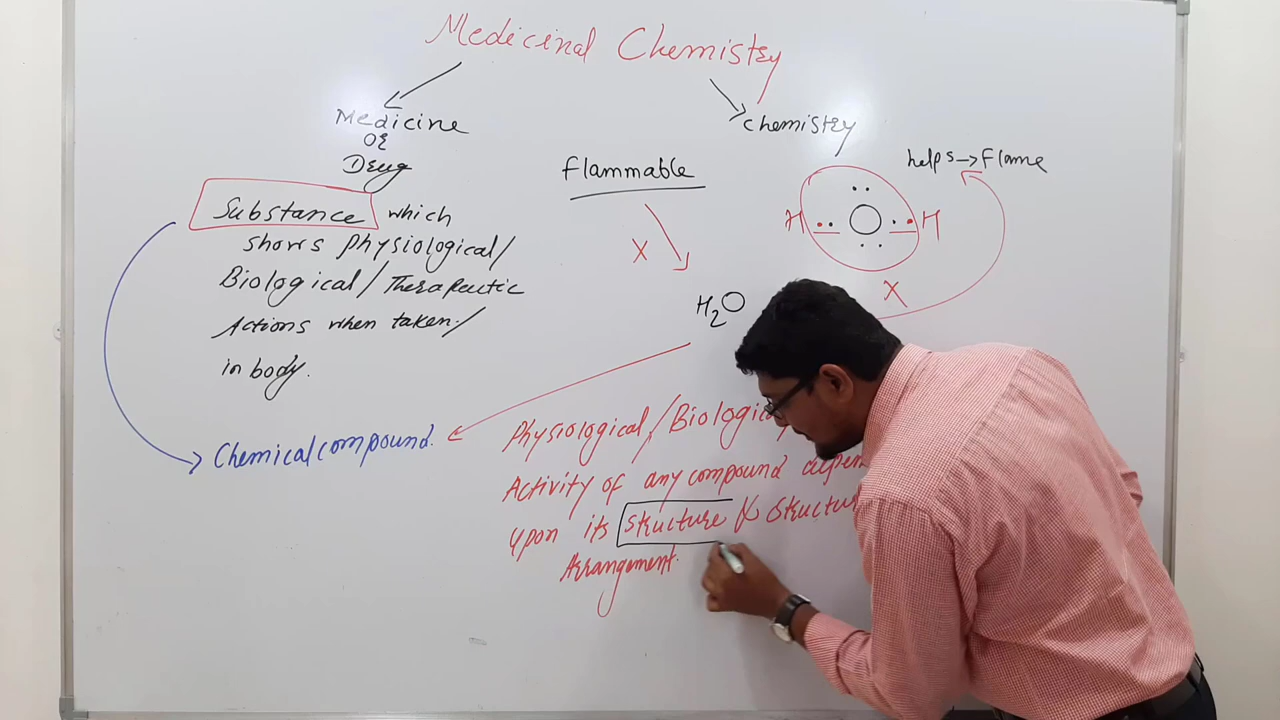 Medicinal Chemistry
Medicine
or
Drug
Chemistry
Flammable
helps → Flame
Substance which
shows physiological/
Biological/Therapeutic
Actions when taken
in body.
H H
X
X
H2O
Chemical compound.
Physiological/Biologica
Activity of any compound depen
upon its structure & structur
Arrangement.